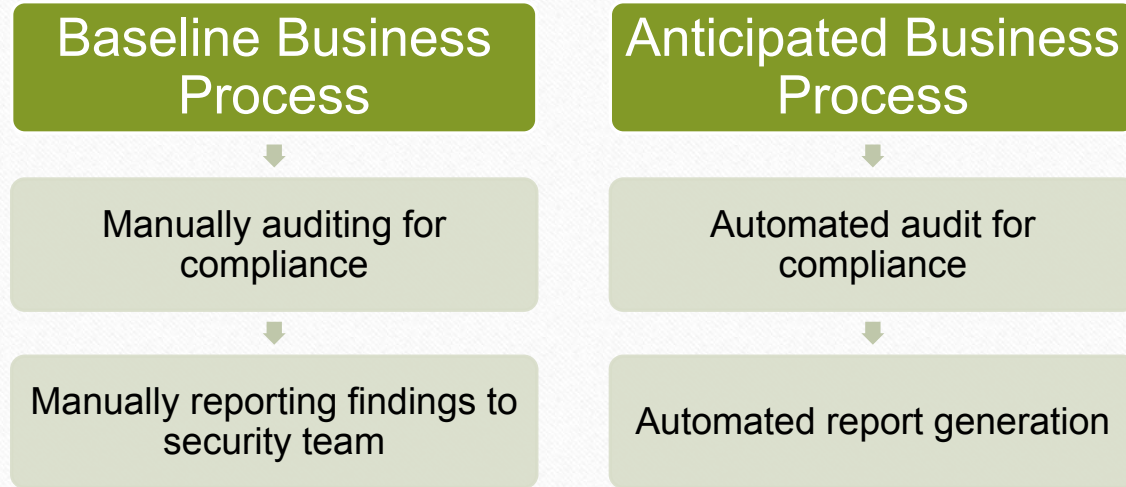 Baseline Business
Process
Manually auditing for
compliance
Manually reporting findings to
security team
Anticipated Business
Process
Automated audit for
compliance
Automated report generation